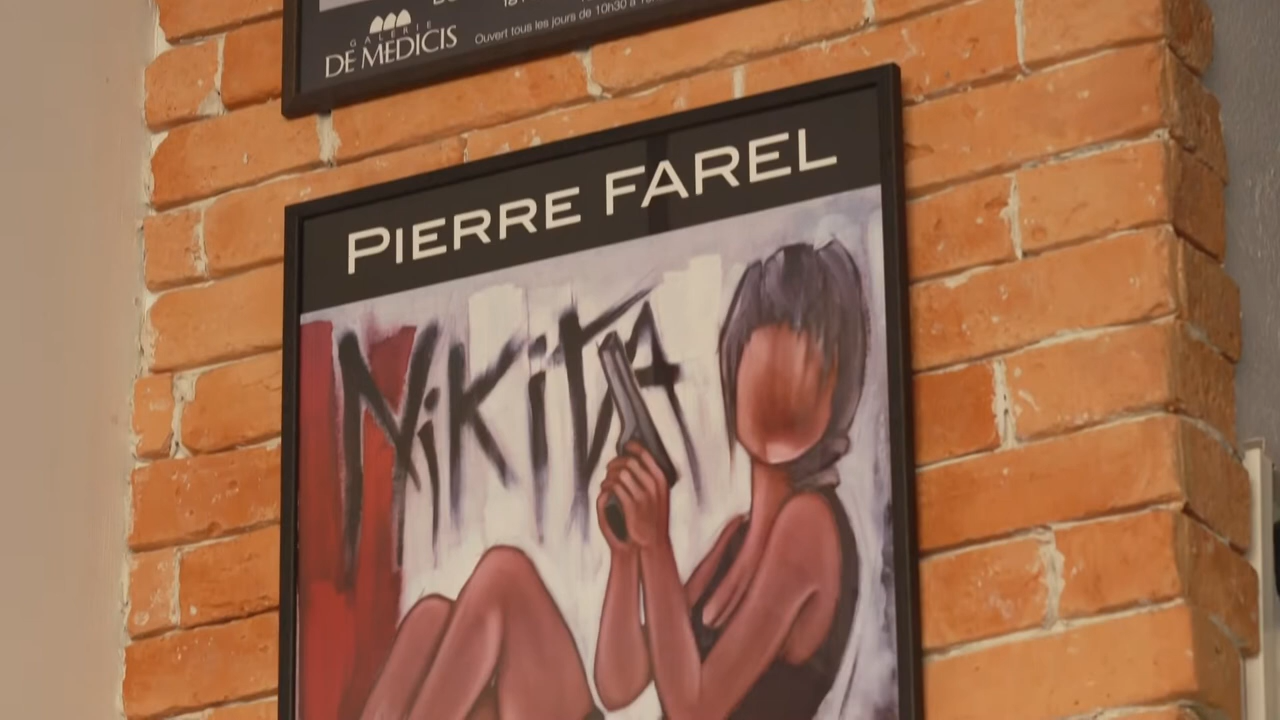 GALERIE
DE MEDICIS
Ouvert tous les jours de 10h30 à
PIERRE FAREL
NiKiTA